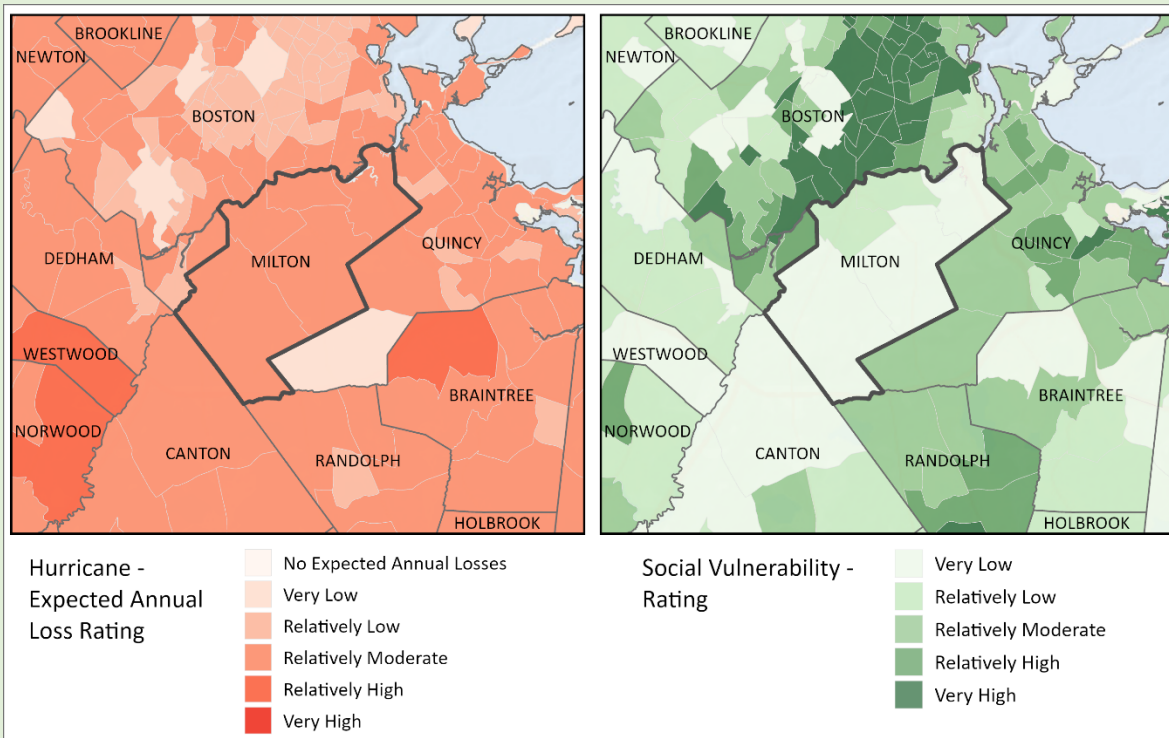 BROOKLINE
NEWTON
BOSTON
DEDHAM
MILTON
QUINCY
WESTWOOD
BRAINTREE
NORWOOD
CANTON
RANDOLPH
HOLBROOK
Hurricane -
Expected Annual
Loss Rating
No Expected Annual Losses
Very Low
Relatively Low
Relatively Moderate
Relatively High
Very High
BROOKLINE
NEWTON
BOSTON
DEDHAM
MILTON
QUINCY
WESTWOOD
BRAINTREE
NORWOOD
CANTON
RANDOLPH
HOLBROOK
Social Vulnerability -
Rating
Very Low
Relatively Low
Relatively Moderate
Relatively High
Very High